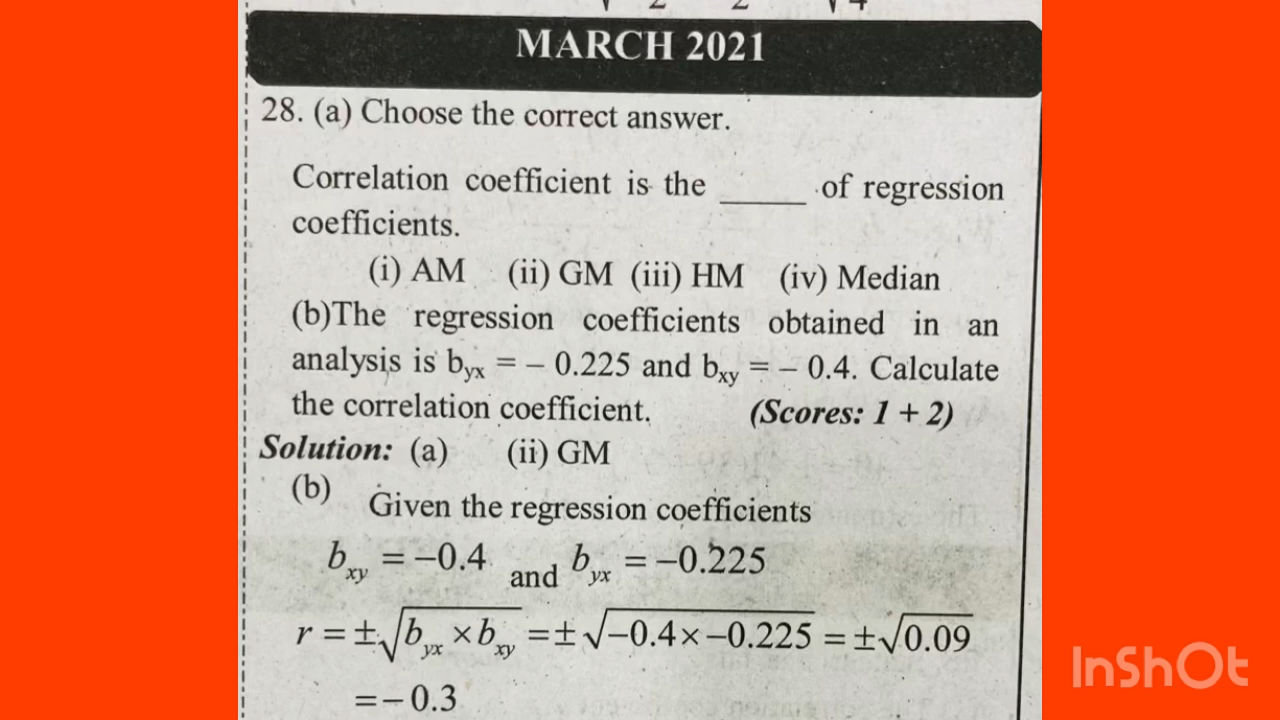 MARCH 2021
28. (a) Choose the correct answer.
Correlation coefficient is the _____ of regression
coefficients.
(i) AM (ii) GM (iii) HM (iv) Median
(b)The regression coefficients obtained in an
analysis is b_yx = – 0.225 and b_xy = – 0.4. Calculate
the correlation coefficient. (Scores: 1 + 2)
Solution: (a) (ii) GM
(b) Given the regression coefficients
b_xy = −0.4 and b_yx = −0.225
r = ±√(b_yx × b_xy) = ±√(−0.4× −0.225) = ±√0.09
= − 0.3
InShOt